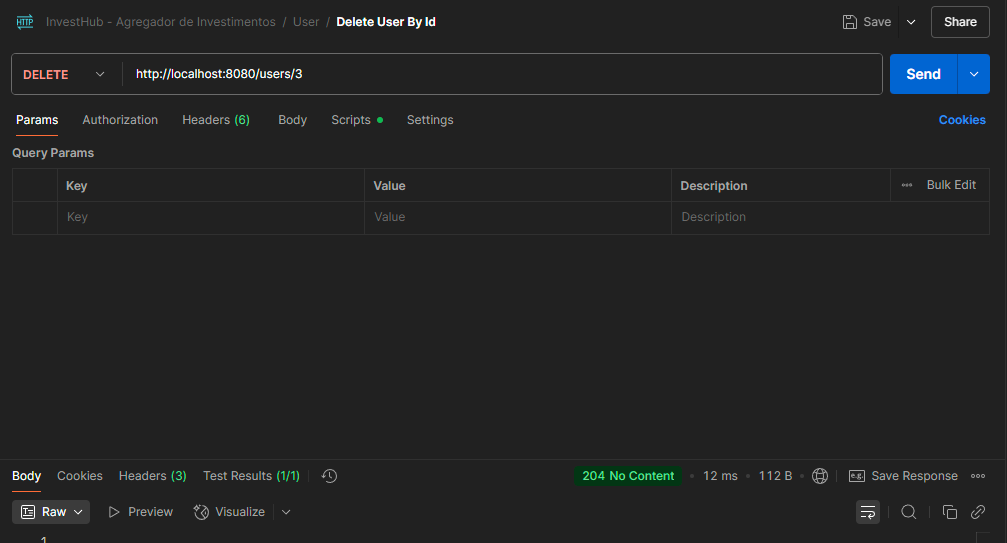 HTTP InvestHub - Agregador de Investimentos / User / Delete User By Id Save Share
DELETE http://localhost:8080/users/3 Send
Params Authorization Headers (6) Body Scripts Settings Cookies
Query Params
Key Value Description Bulk Edit
Key Value Description
Body Cookies Headers (3) Test Results (1/1) 204 No Content 12 ms 112 B e.g. Save Response
Raw Preview Visualize
1